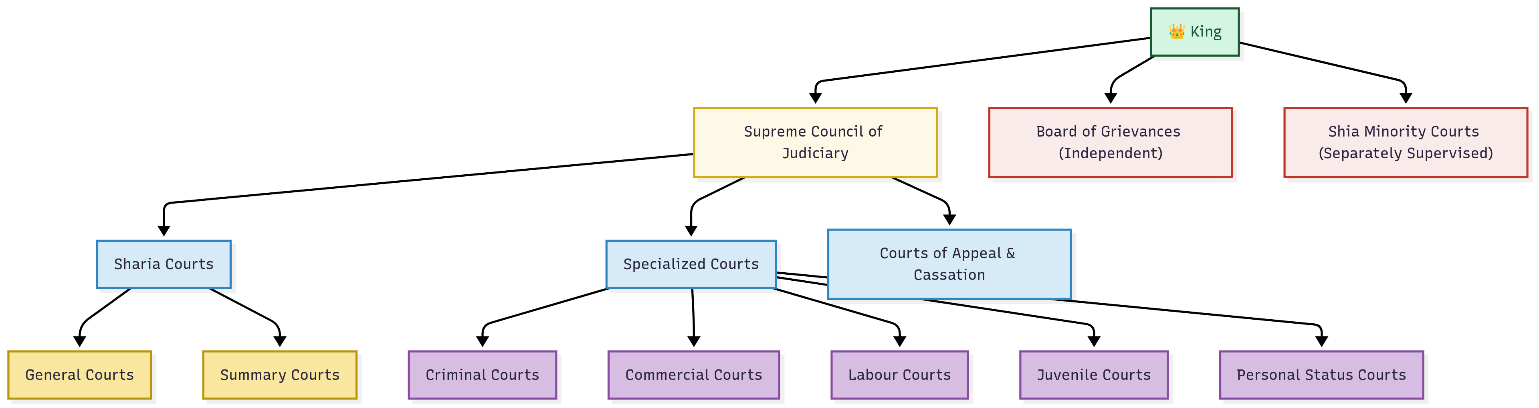 👑 King
Supreme Council of
Judiciary
Board of Grievances
(Independent)
Shia Minority Courts
(Separately Supervised)
Sharia Courts
Specialized Courts
Courts of Appeal &
Cassation
General Courts
Summary Courts
Criminal Courts
Commercial Courts
Labour Courts
Juvenile Courts
Personal Status Courts